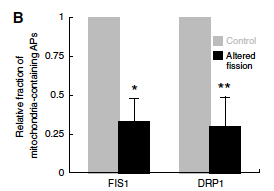 B
Relative fraction of
mitochondria-containing APs
1
0.75
0.5
0.25
0
Control
Altered
fission
*
**
FIS1
DRP1